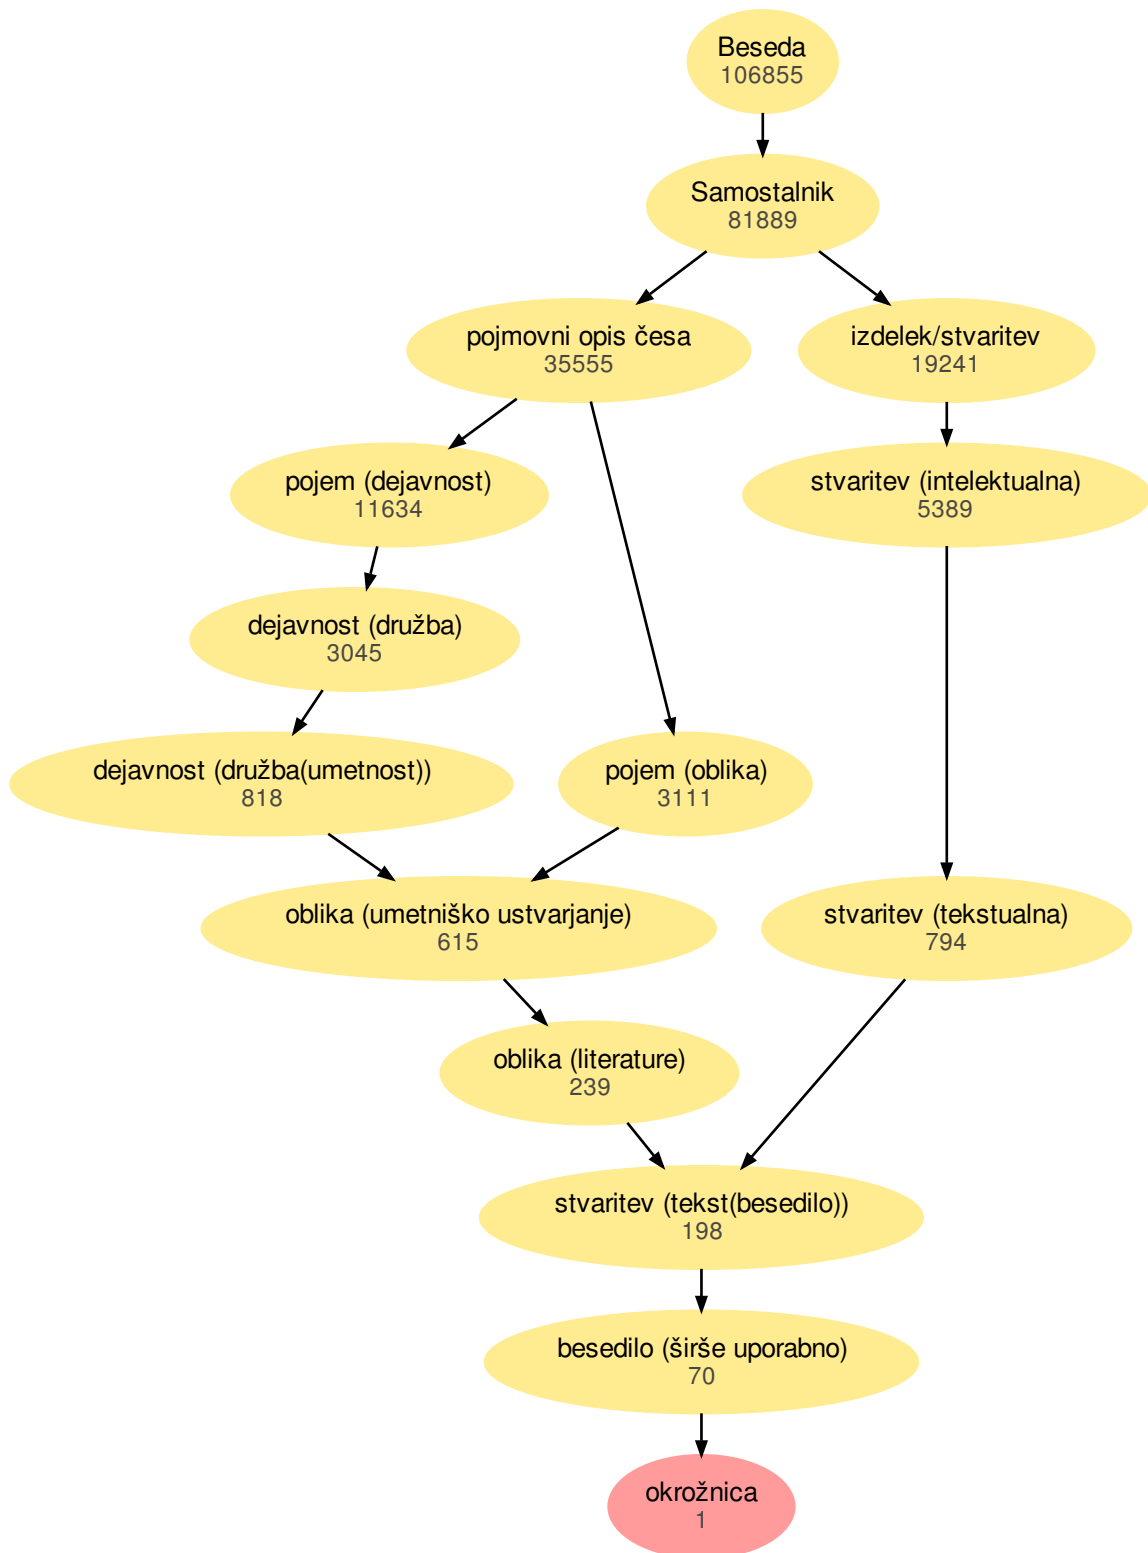 Beseda
106855
Samostalnik
81889
pojmovni opis česa
35555
izdelek/stvaritev
19241
pojem (dejavnost)
11634
stvaritev (intelektualna)
5389
dejavnost (družba)
3045
dejavnost (družba(umetnost))
818
pojem (oblika)
3111
oblika (umetniško ustvarjanje)
615
stvaritev (tekstualna)
794
oblika (literature)
239
stvaritev (tekst(besedilo))
198
besedilo (širše uporabno)
70
okrožnica
1